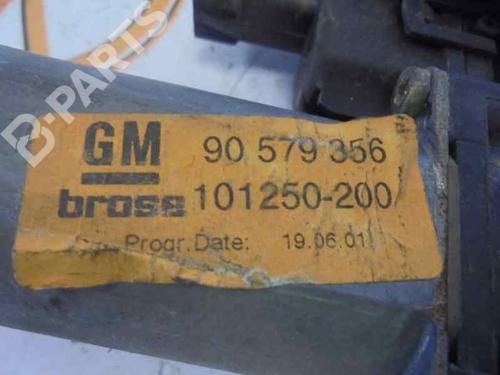 GM 90 579 356
brose 101250-200
Progr.Date: 19.06.01
B-PARTS